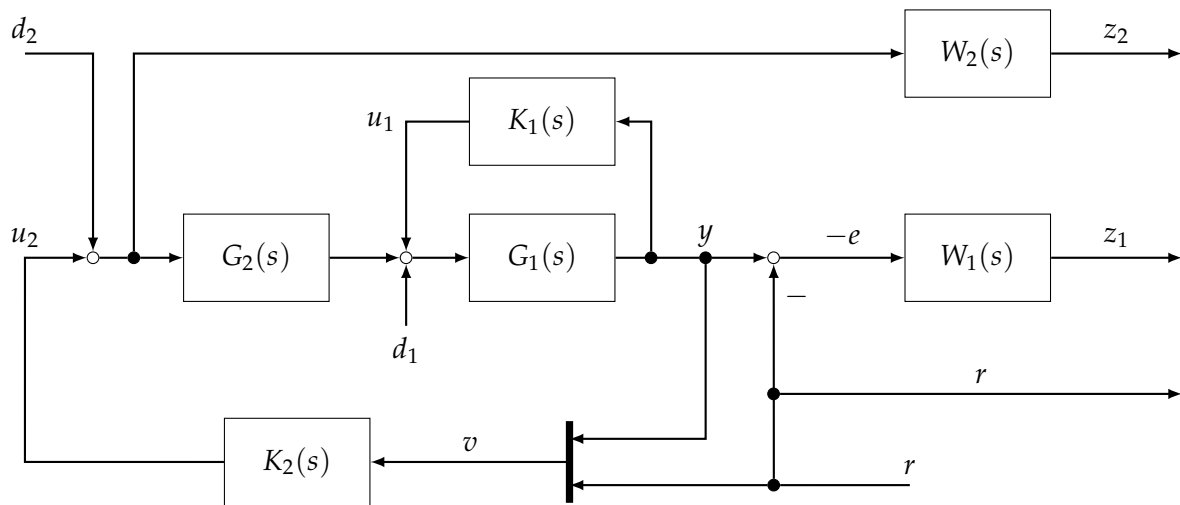 d₂
W₂(s)
z₂
u₁
K₁(s)
u₂
G₂(s)
G₁(s)
y
−e
W₁(s)
z₁
−
d₁
r
K₂(s)
v
r